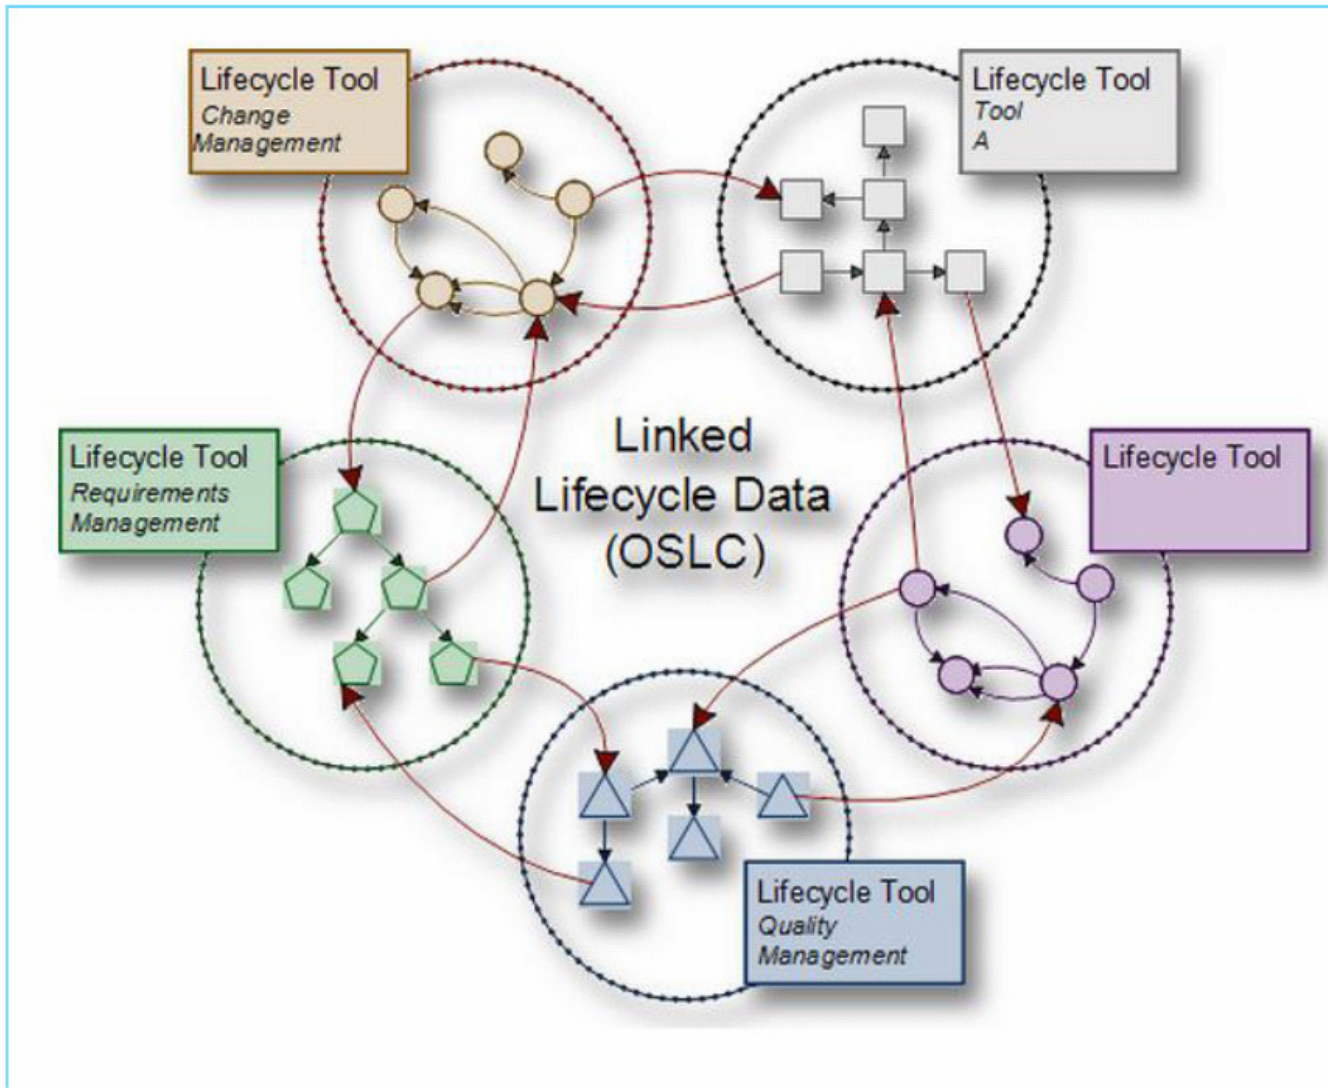 Lifecycle Tool
Change
Management
Lifecycle Tool
Tool
A
Linked
Lifecycle Data
(OSLC)
Lifecycle Tool
Requirements
Management
Lifecycle Tool
Lifecycle Tool
Quality
Management